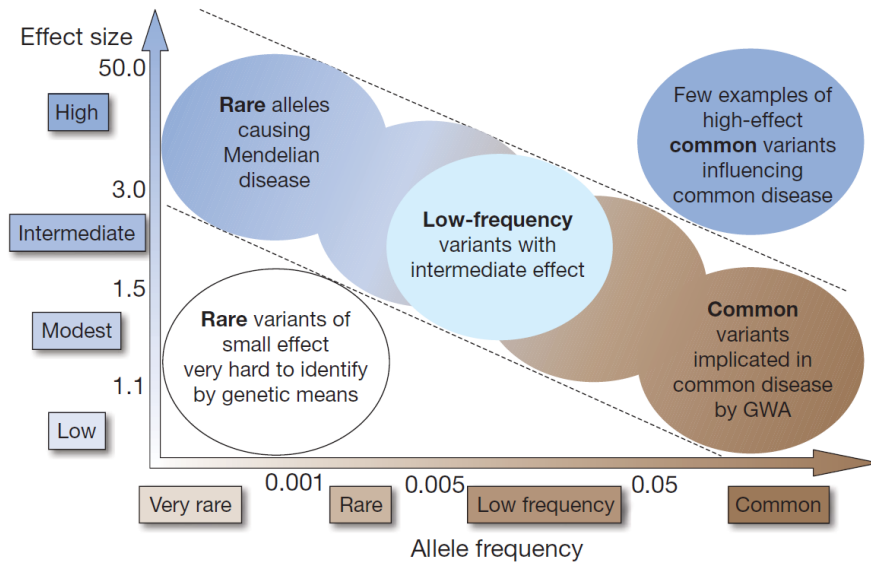 Effect size
50.0
High
3.0
Intermediate
1.5
Modest
1.1
Low
Rare alleles
causing
Mendelian
disease
Few examples of
high-effect
common variants
influencing
common disease
Low-frequency
variants with
intermediate effect
Rare variants of
small effect
very hard to identify
by genetic means
Common
variants
implicated in
common disease
by GWA
0.001
0.005
0.05
Very rare
Rare
Low frequency
Common
Allele frequency